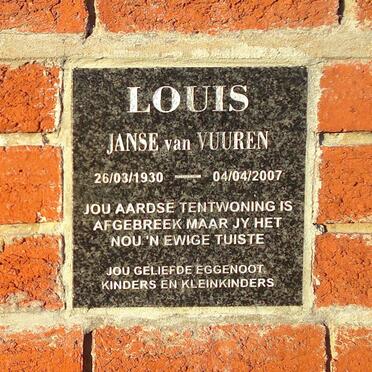 LOUIS
JANSE van VUUREN
26/03/1930 — 04/04/2007
JOU AARDSE TENTWONING IS
AFGEBREEK MAAR JY HET
NOU 'N EWIGE TUISTE
JOU GELIEFDE EGGENOOT,
KINDERS EN KLEINKINDERS